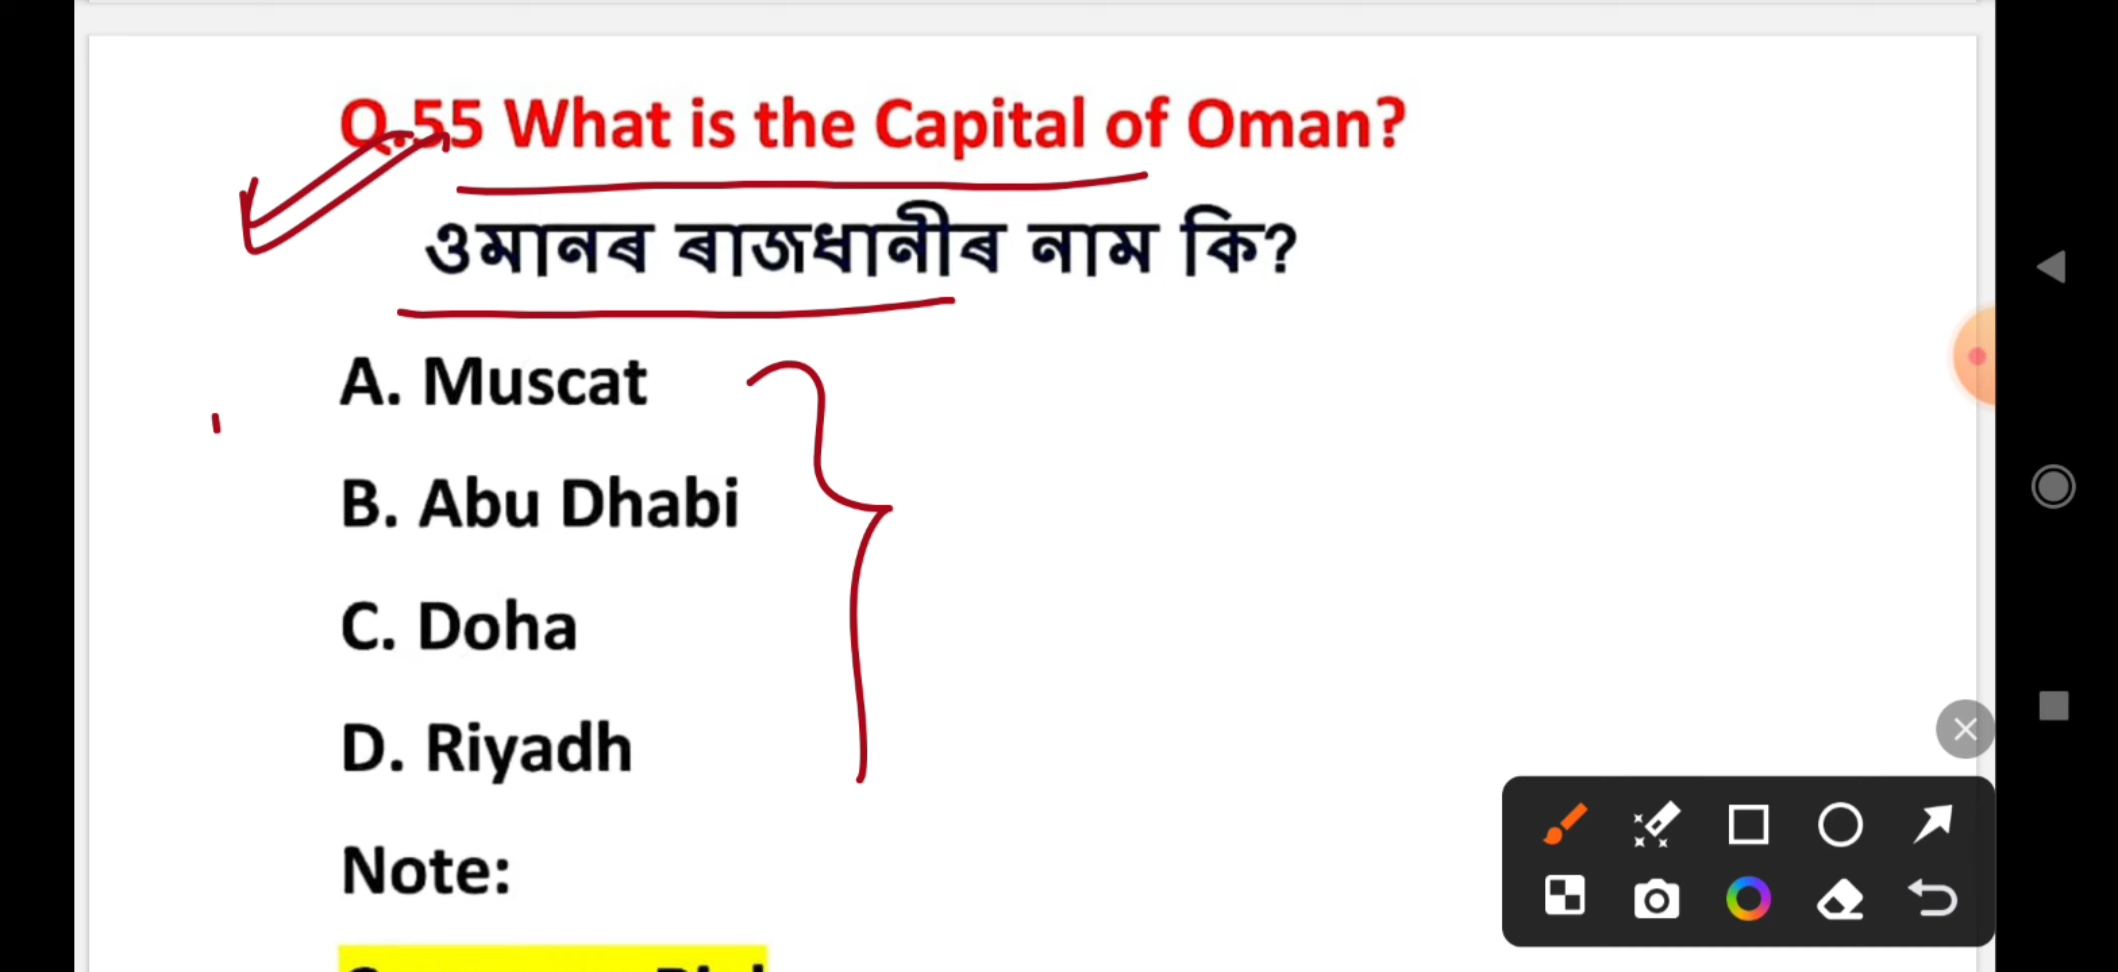 Q.55 What is the Capital of Oman?
ওমানৰ ৰাজধানীৰ নাম কি?
A. Muscat
B. Abu Dhabi
C. Doha
D. Riyadh
Note: